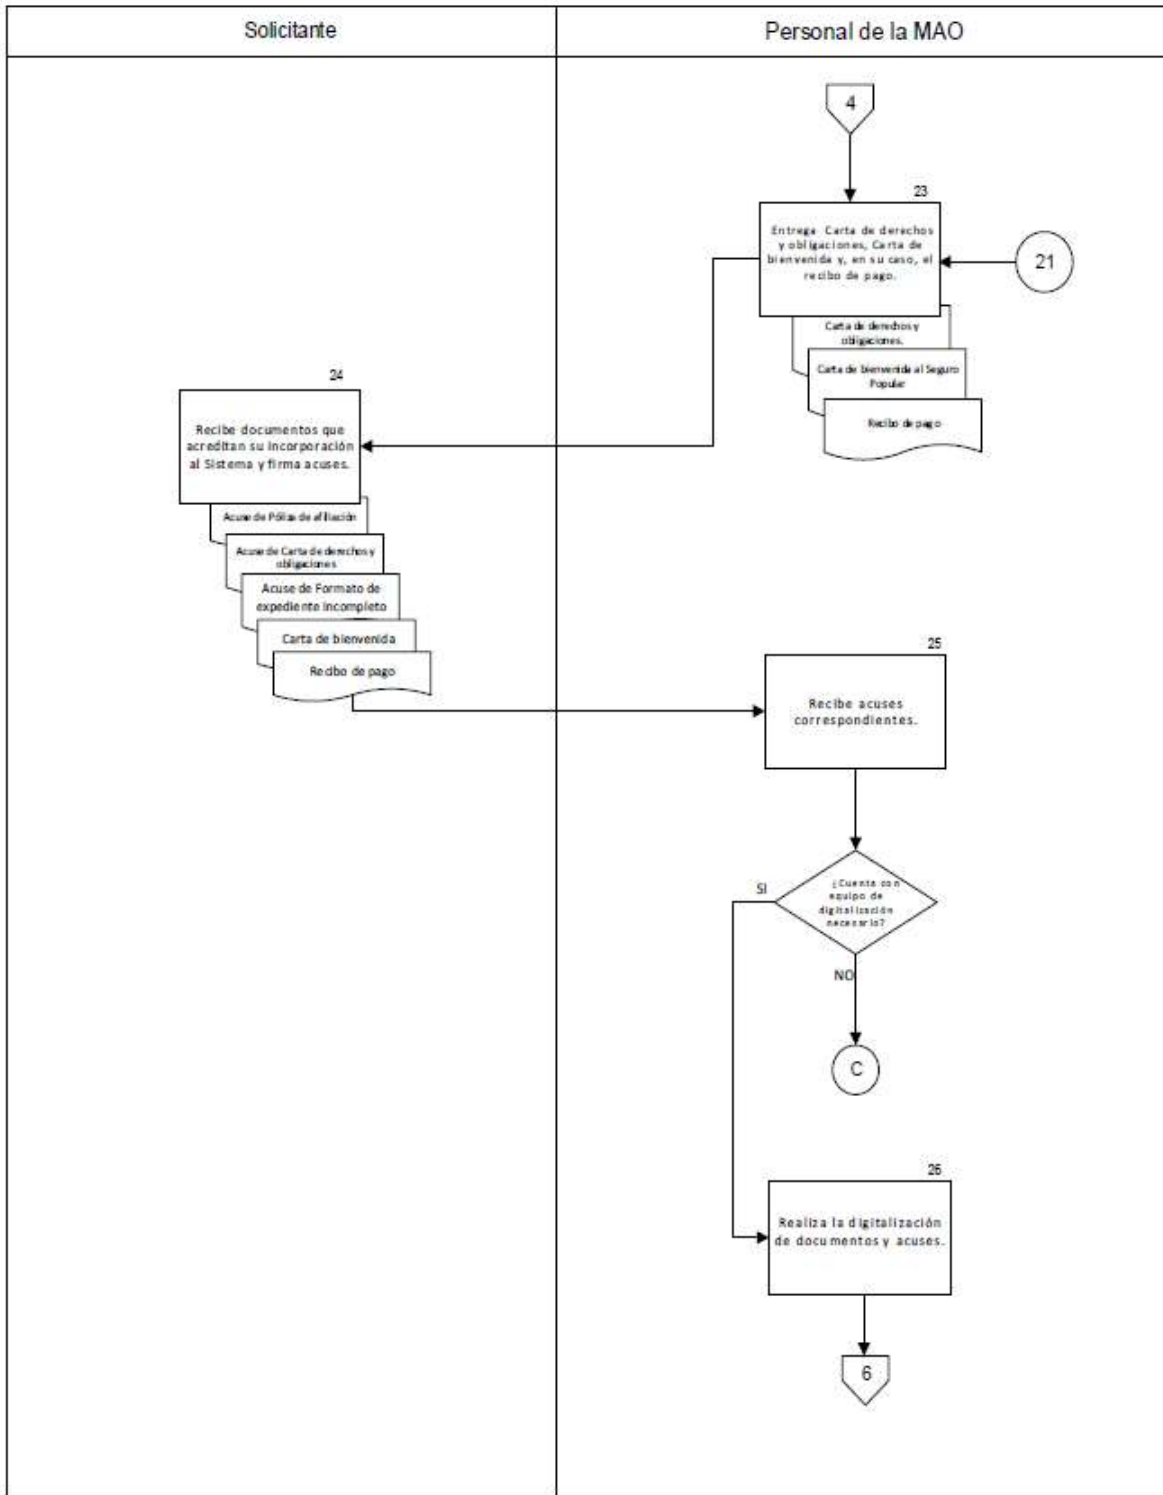 Solicitante
Personal de la MAO
4
23
Entrega Carta de derechos
y obligaciones, Carta de
bienvenida y, en su caso, el
recibo de pago.
21
Carta de derechos y
obligaciones.
Carta de bienvenida al Seguro
Popular
Recibo de pago
24
Recibe documentos que
acreditan su incorporación
al Sistema y firma acuses.
Acuse de Póliza de afiliación
Acuse de Carta de derechos y
obligaciones
Acuse de Formato de
expediente incompleto
Carta de bienvenida
Recibo de pago
25
Recibe acuses
correspondientes.
¿Cuenta con
equipo de
digitalización
necesario?
SI
NO
C
26
Realiza la digitalización
de documentos y acuses.
6